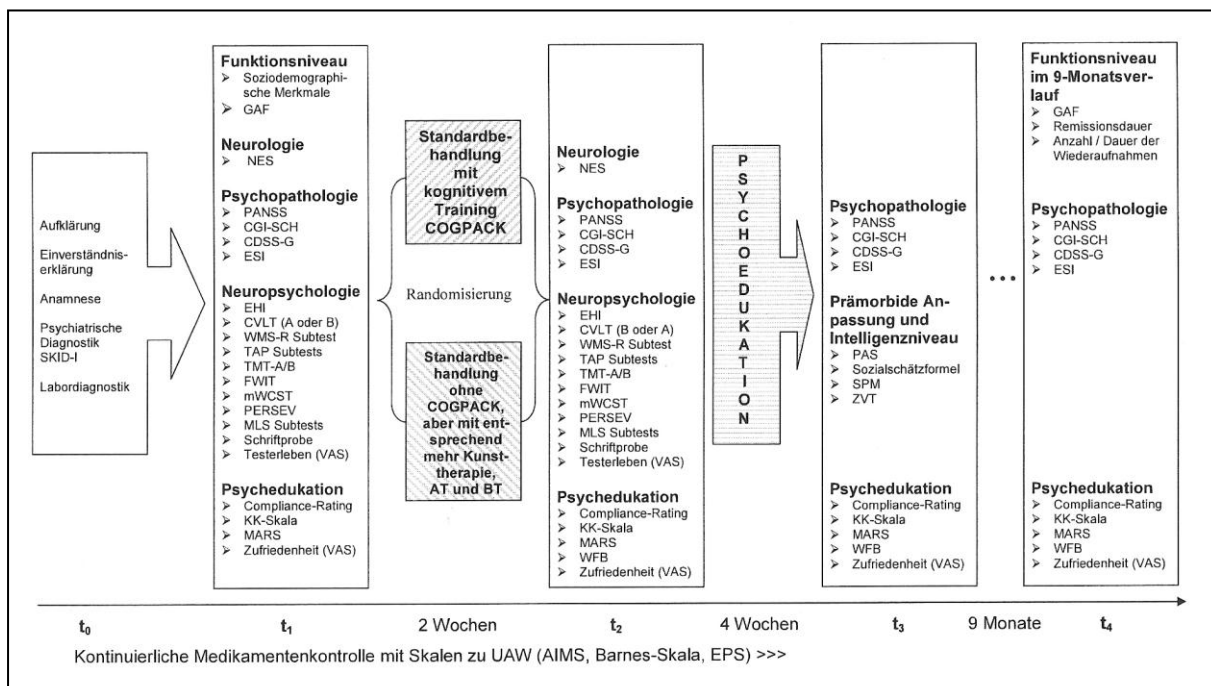 Aufklärung
Einverständnis-
erklärung
Anamnese
Psychiatrische
Diagnostik
SKID-I
Labordiagnostik
Funktionsniveau
➢ Soziodemographi-
sche Merkmale
➢ GAF
Neurologie
➢ NES
Psychopathologie
➢ PANSS
➢ CGI-SCH
➢ CDSS-G
➢ ESI
Neuropsychologie
➢ EHI
➢ CVLT (A oder B)
➢ WMS-R Subtest
➢ TAP Subtests
➢ TMT-A/B
➢ FWIT
➢ mWCST
➢ PERSEV
➢ MLS Subtests
➢ Schriftprobe
➢ Testerleben (VAS)
Psychedukation
➢ Compliance-Rating
➢ KK-Skala
➢ MARS
➢ Zufriedenheit (VAS)
Standardbe-
handlung
mit
kognitivem
Training
COGPACK
Randomisierung
Standardbe-
handlung
ohne
COGPACK,
aber mit ent-
sprechend
mehr Kunst-
therapie,
AT und BT
Neurologie
➢ NES
Psychopathologie
➢ PANSS
➢ CGI-SCH
➢ CDSS-G
➢ ESI
Neuropsychologie
➢ EHI
➢ CVLT (B oder A)
➢ WMS-R Subtest
➢ TAP Subtests
➢ TMT-A/B
➢ FWIT
➢ mWCST
➢ PERSEV
➢ MLS Subtests
➢ Schriftprobe
➢ Testerleben (VAS)
Psychedukation
➢ Compliance-Rating
➢ KK-Skala
➢ MARS
➢ WFB
➢ Zufriedenheit (VAS)
PSYCHOEDUKATION
Psychopathologie
➢ PANSS
➢ CGI-SCH
➢ CDSS-G
➢ ESI
Prämorbide An-
passung und
Intelligenzniveau
➢ PAS
➢ Sozialschätzformel
➢ SPM
➢ ZVT
Psychedukation
➢ Compliance-Rating
➢ KK-Skala
➢ MARS
➢ WFB
➢ Zufriedenheit (VAS)
...
Funktionsniveau
im 9-Monatsver-
lauf
➢ GAF
➢ Remissionsdauer
➢ Anzahl / Dauer der
Wiederaufnahmen
Psychopathologie
➢ PANSS
➢ CGI-SCH
➢ CDSS-G
➢ ESI
Psychedukation
➢ Compliance-Rating
➢ KK-Skala
➢ MARS
➢ WFB
➢ Zufriedenheit (VAS)
t0 t1 2 Wochen t2 4 Wochen t3 9 Monate t4
Kontinuierliche Medikamentenkontrolle mit Skalen zu UAW (AIMS, Barnes-Skala, EPS) >>>